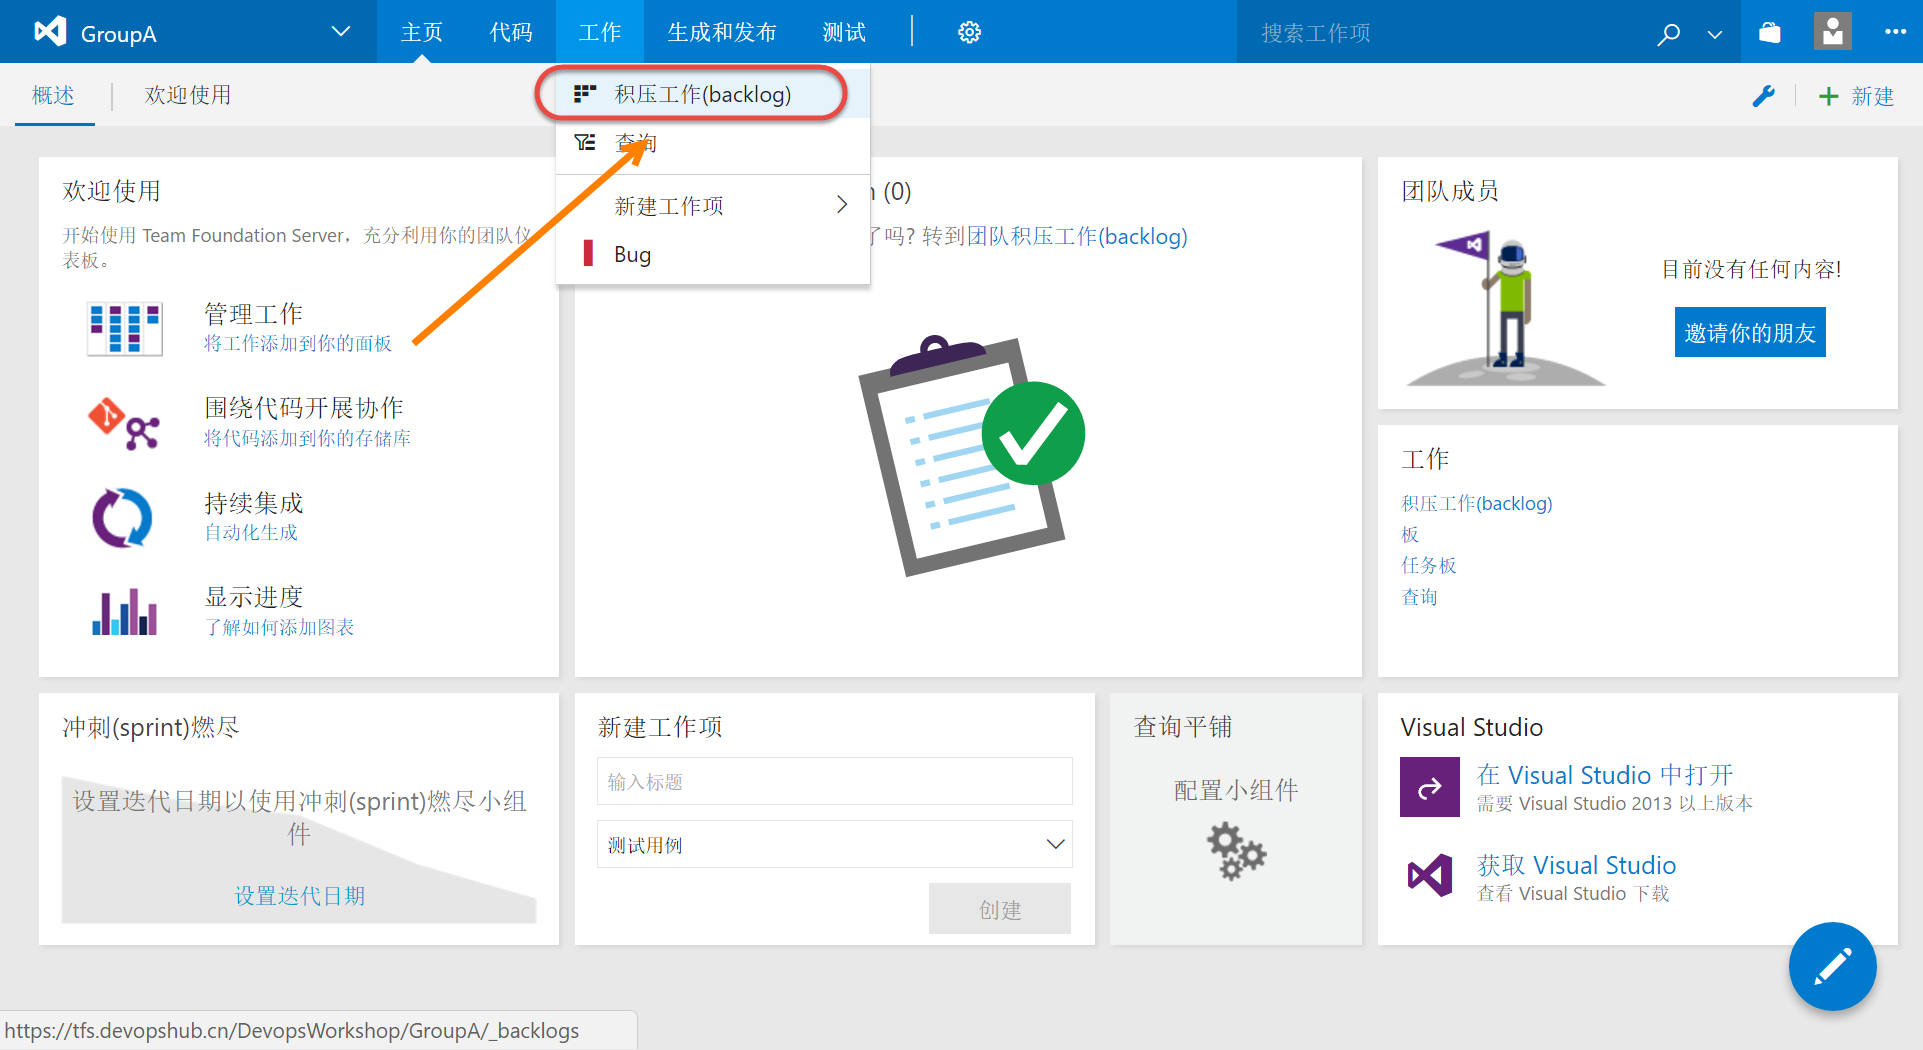 GroupA
主页
代码
工作
生成和发布
测试
搜索工作项
概述
欢迎使用
新建
积压工作(backlog)
查询
新建工作项
Bug
欢迎使用
开始使用 Team Foundation Server，充分利用你的团队仪
表板。
管理工作
将工作添加到你的面板
围绕代码开展协作
将代码添加到你的存储库
持续集成
自动化生成
显示进度
了解如何添加图表
(0)
了吗? 转到团队积压工作(backlog)
团队成员
目前没有任何内容!
邀请你的朋友
工作
积压工作(backlog)
板
任务板
查询
冲刺(sprint)燃尽
设置迭代日期以使用冲刺(sprint)燃尽小组
件
设置迭代日期
新建工作项
输入标题
测试用例
创建
查询平铺
配置小组件
Visual Studio
在 Visual Studio 中打开
需要 Visual Studio 2013 以上版本
获取 Visual Studio
查看 Visual Studio 下载
https://tfs.devopshub.cn/DevopsWorkshop/GroupA/_backlogs